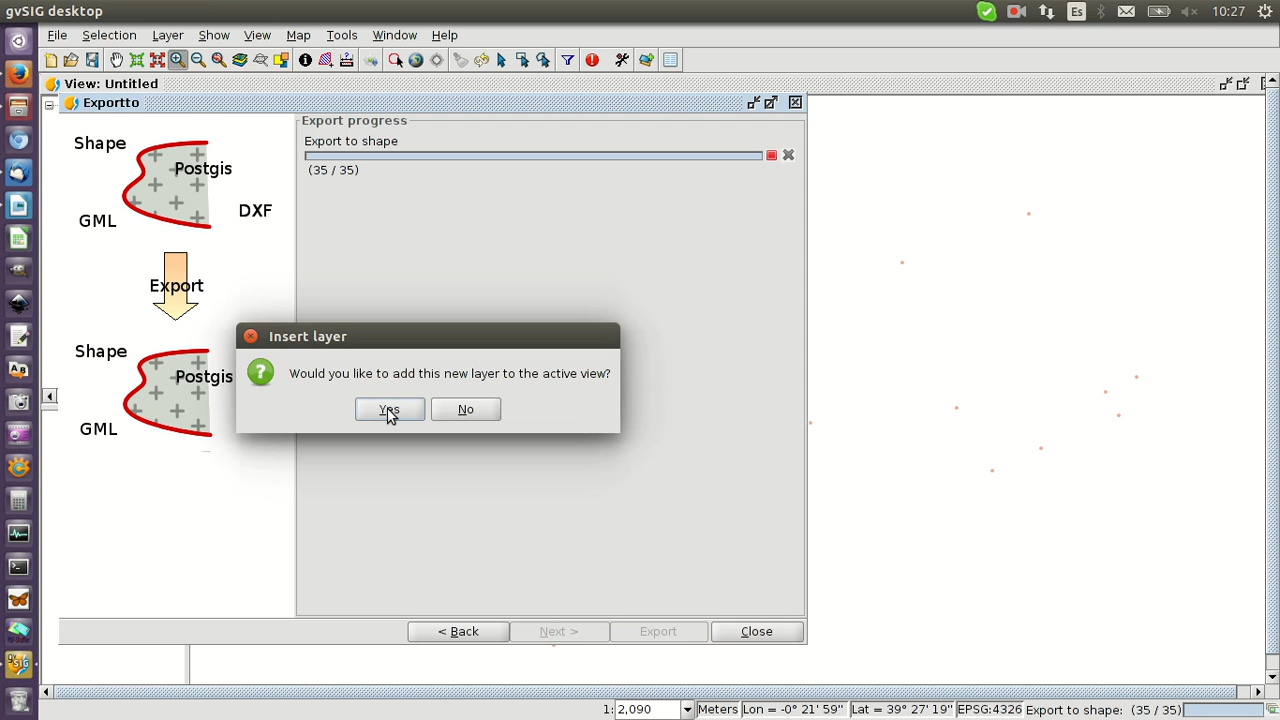 gvSIG desktop
Es
10:27
File Selection Layer Show View Map Tools Window Help
View: Untitled
Exportto
Export progress
Export to shape
(35 / 35)
Shape
Postgis
GML
DXF
Export
Shape
Postgis
GML
Insert layer
Would you like to add this new layer to the active view?
Yes No
< Back Next > Export Close
1: 2,090 Meters Lon = -0° 21' 59" Lat = 39° 27' 19" EPSG:4326 Export to shape: (35 / 35)